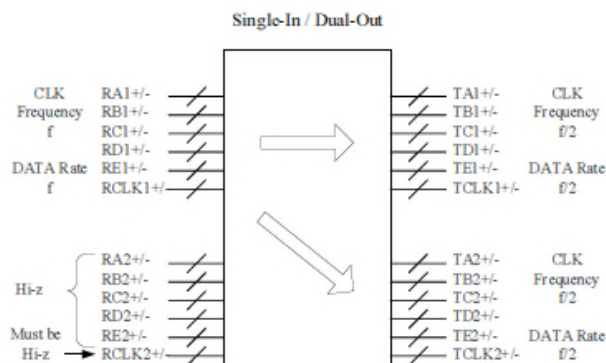 Single-In / Dual-Out
CLK RA1+/- TA1+/- CLK
Frequency RB1+/- TB1+/- Frequency
f RC1+/- TC1+/- f/2
RD1+/- TD1+/-
DATA Rate RE1+/- TE1+/- DATA Rate
f RCLK1+/- TCLK1+/- f/2
RA2+/- TA2+/- CLK
RB2+/- TB2+/- Frequency
Hi-z RC2+/- TC2+/- f/2
RD2+/- TD2+/-
Must be RE2+/- TE2+/- DATA Rate
Hi-z RCLK2+/- TCLK2+/- f/2